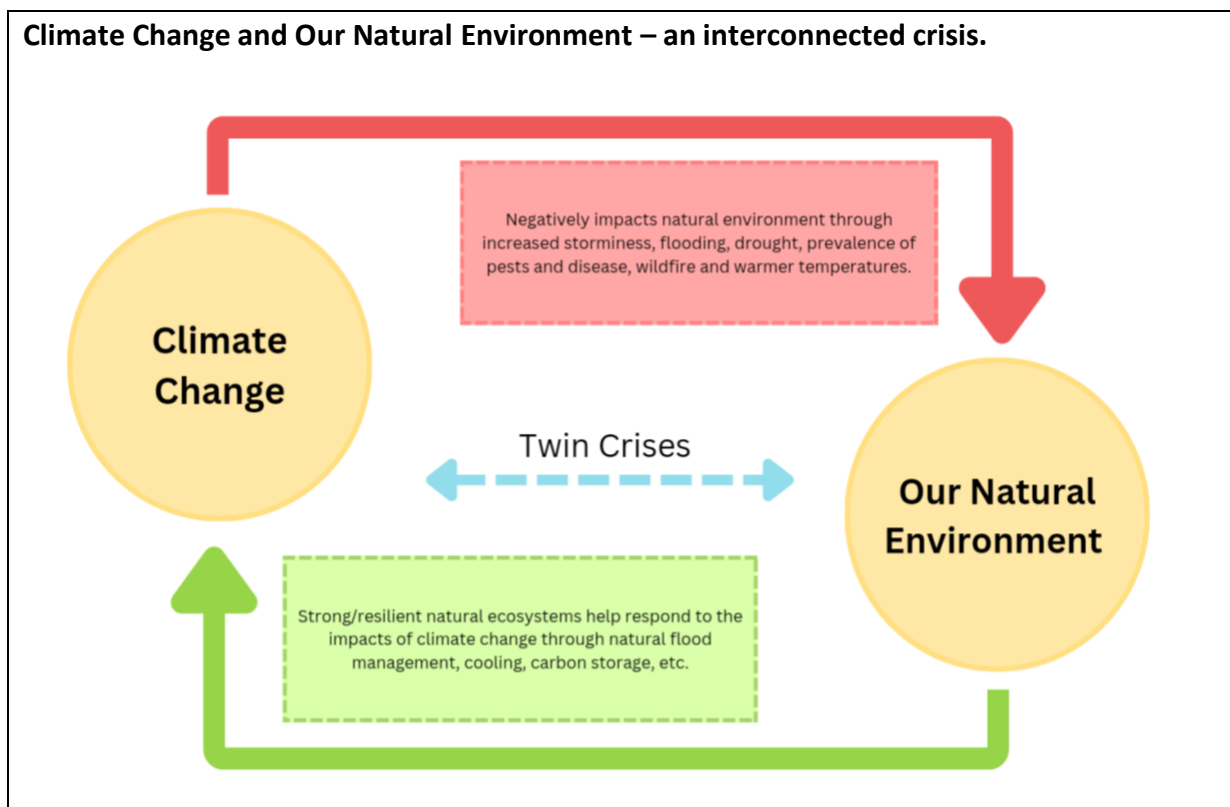 Climate Change and Our Natural Environment – an interconnected crisis.
Negatively impacts natural environment through
increased storminess, flooding, drought, prevalence of
pests and disease, wildfire and warmer temperatures.
Climate
Change
Twin Crises
Our Natural
Environment
Strong/resilient natural ecosystems help respond to the
impacts of climate change through natural flood
management, cooling, carbon storage, etc.